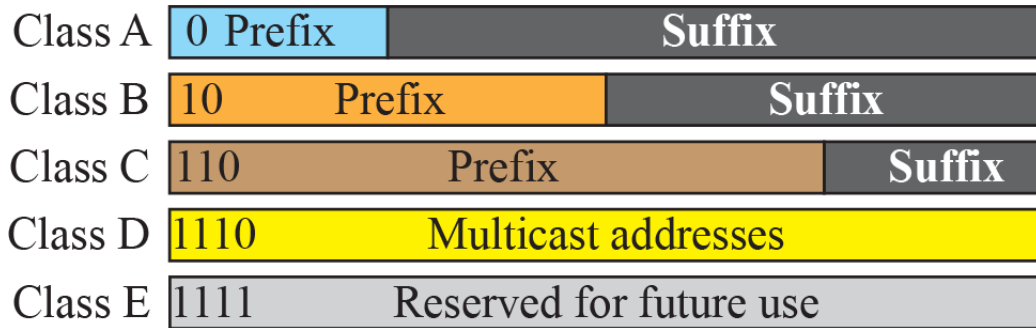 Class A 0 Prefix Suffix
Class B 10 Prefix Suffix
Class C 110 Prefix Suffix
Class D 1110 Multicast addresses
Class E 1111 Reserved for future use